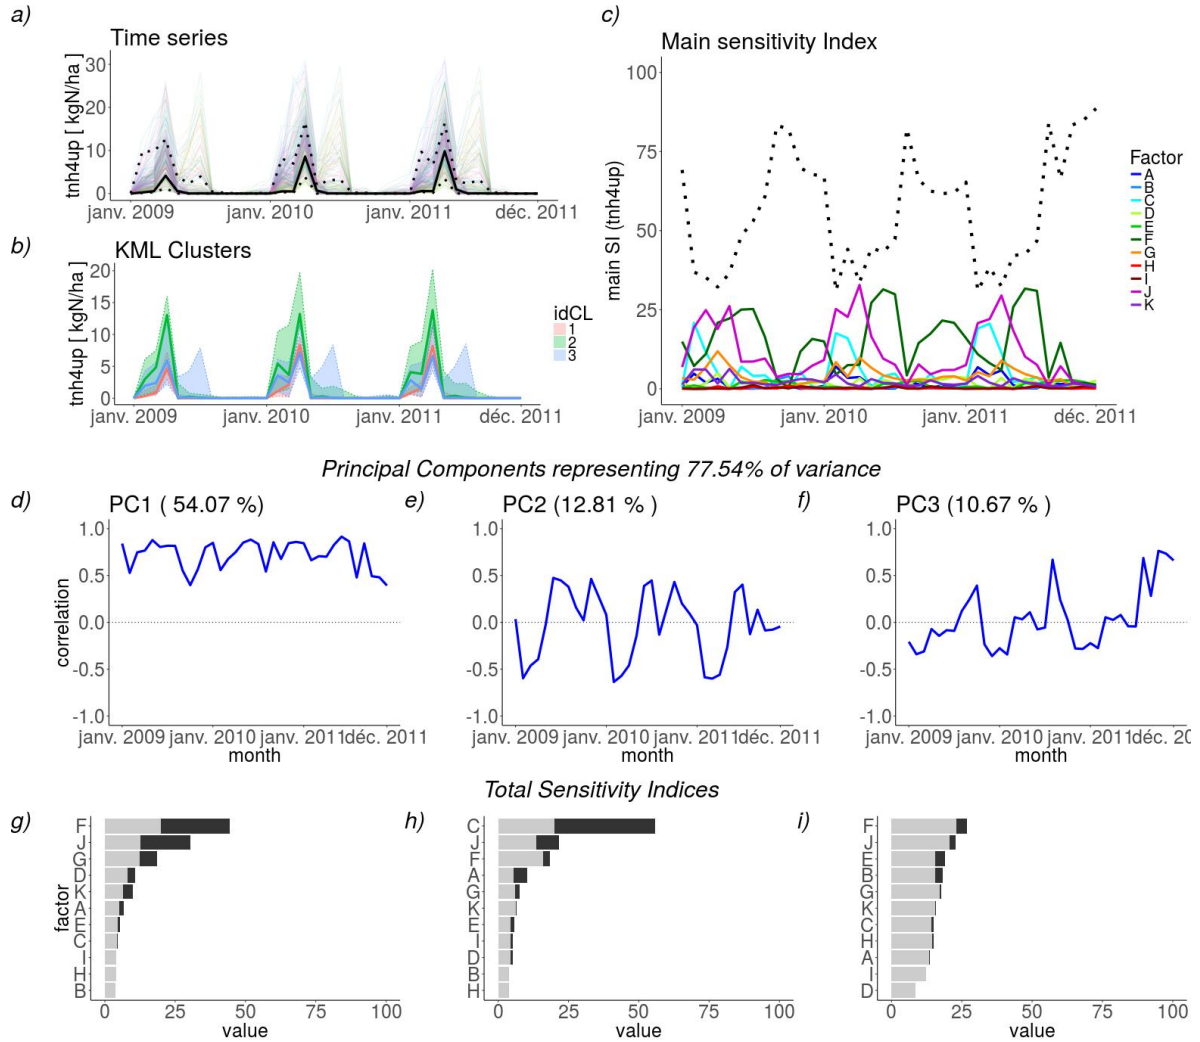 a)
Time series
tnh4up [ kgN/ha ]
30
20
10
0
janv. 2009
janv. 2010
janv. 2011
déc. 2011
b)
KML Clusters
tnh4up [ kgN/ha ]
20
15
10
5
0
janv. 2009
janv. 2010
janv. 2011
déc. 2011
idCL
1
2
3
c)
Main sensitivity Index
main SI (tnh4up)
100
75
50
25
0
janv. 2009
janv. 2010
janv. 2011
déc. 2011
Factor
A
B
C
D
E
F
G
H
I
J
K
Principal Components representing 77.54% of variance
d)
PC1 ( 54.07 %)
correlation
1.0
0.5
0.0
-0.5
-1.0
janv. 2009
janv. 2010
janv. 2011
déc. 2011
month
e)
PC2 (12.81 % )
1.0
0.5
0.0
-0.5
-1.0
janv. 2009
janv. 2010
janv. 2011
déc. 2011
month
f)
PC3 (10.67 % )
1.0
0.5
0.0
-0.5
-1.0
janv. 2009
janv. 2010
janv. 2011
déc. 20
month
Total Sensitivity Indices
g)
factor
F
J
G
D
K
A
E
C
I
H
B
0
25
50
75
100
value
h)
C
J
F
A
G
K
E
I
D
B
H
0
25
50
75
100
value
i)
F
J
E
B
G
K
C
H
A
I
D
0
25
50
75
100
value